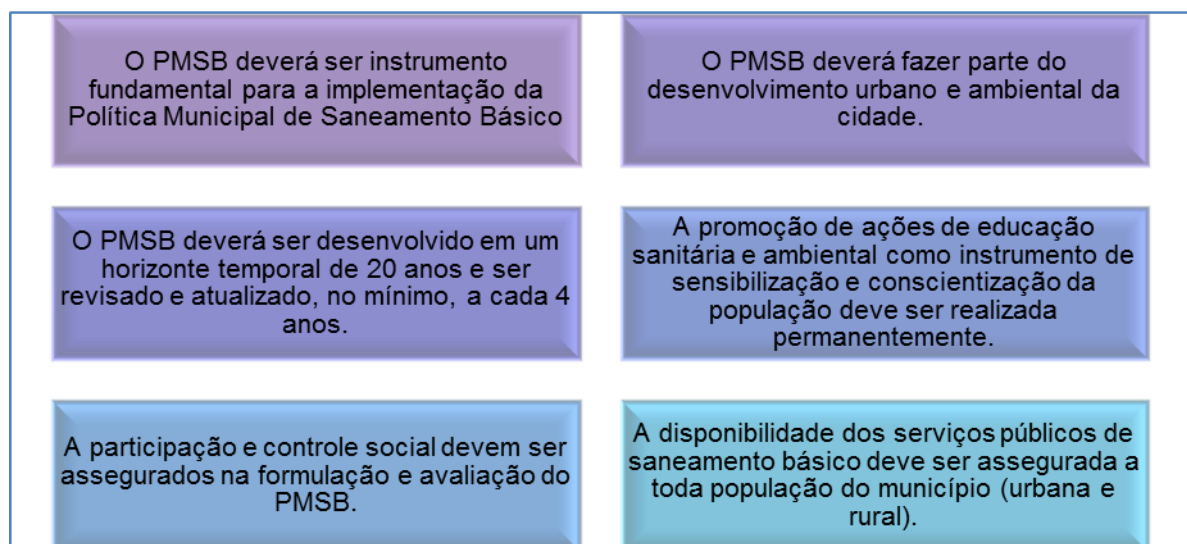 O PMSB deverá ser instrumento
fundamental para a implementação da
Política Municipal de Saneamento Básico
O PMSB deverá fazer parte do
desenvolvimento urbano e ambiental da
cidade.
O PMSB deverá ser desenvolvido em um
horizonte temporal de 20 anos e ser
revisado e atualizado, no mínimo, a cada 4
anos.
A promoção de ações de educação
sanitária e ambiental como instrumento de
sensibilização e conscientização da
população deve ser realizada
permanentemente.
A participação e controle social devem ser
assegurados na formulação e avaliação do
PMSB.
A disponibilidade dos serviços públicos de
saneamento básico deve ser assegurada a
toda população do município (urbana e
rural).